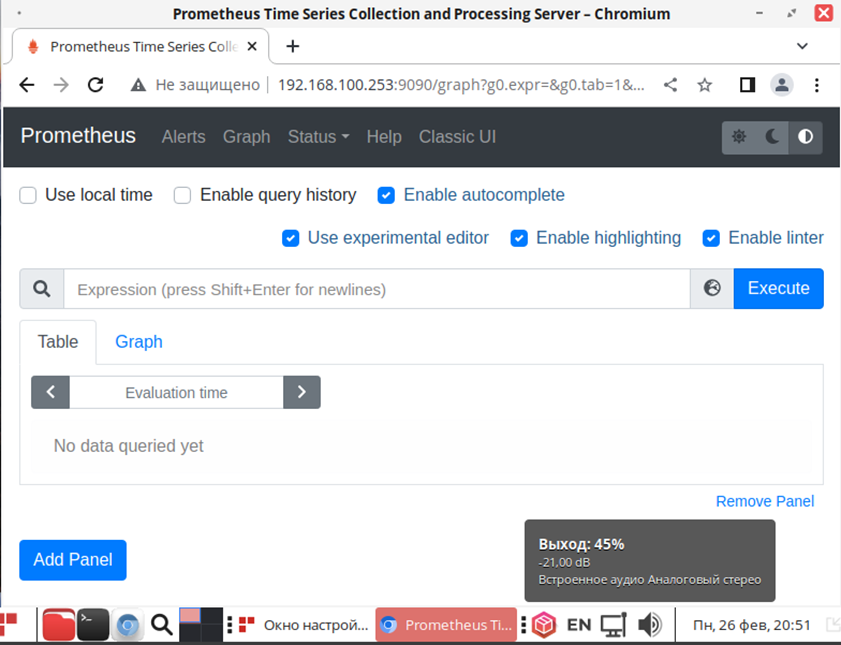 Prometheus Time Series Collection and Processing Server – Chromium
Prometheus Time Series Colle
Не защищено 192.168.100.253:9090/graph?g0.expr=&g0.tab=1&...
Prometheus Alerts Graph Status Help Classic UI
Use local time Enable query history Enable autocomplete
Use experimental editor Enable highlighting Enable linter
Expression (press Shift+Enter for newlines) Execute
Table Graph
Evaluation time
No data queried yet
Remove Panel
Add Panel
Выход: 45%
-21,00 dB
Встроенное аудио Аналоговый стерео
Окно настрой... Prometheus Ti... EN Пн, 26 фев, 20:51